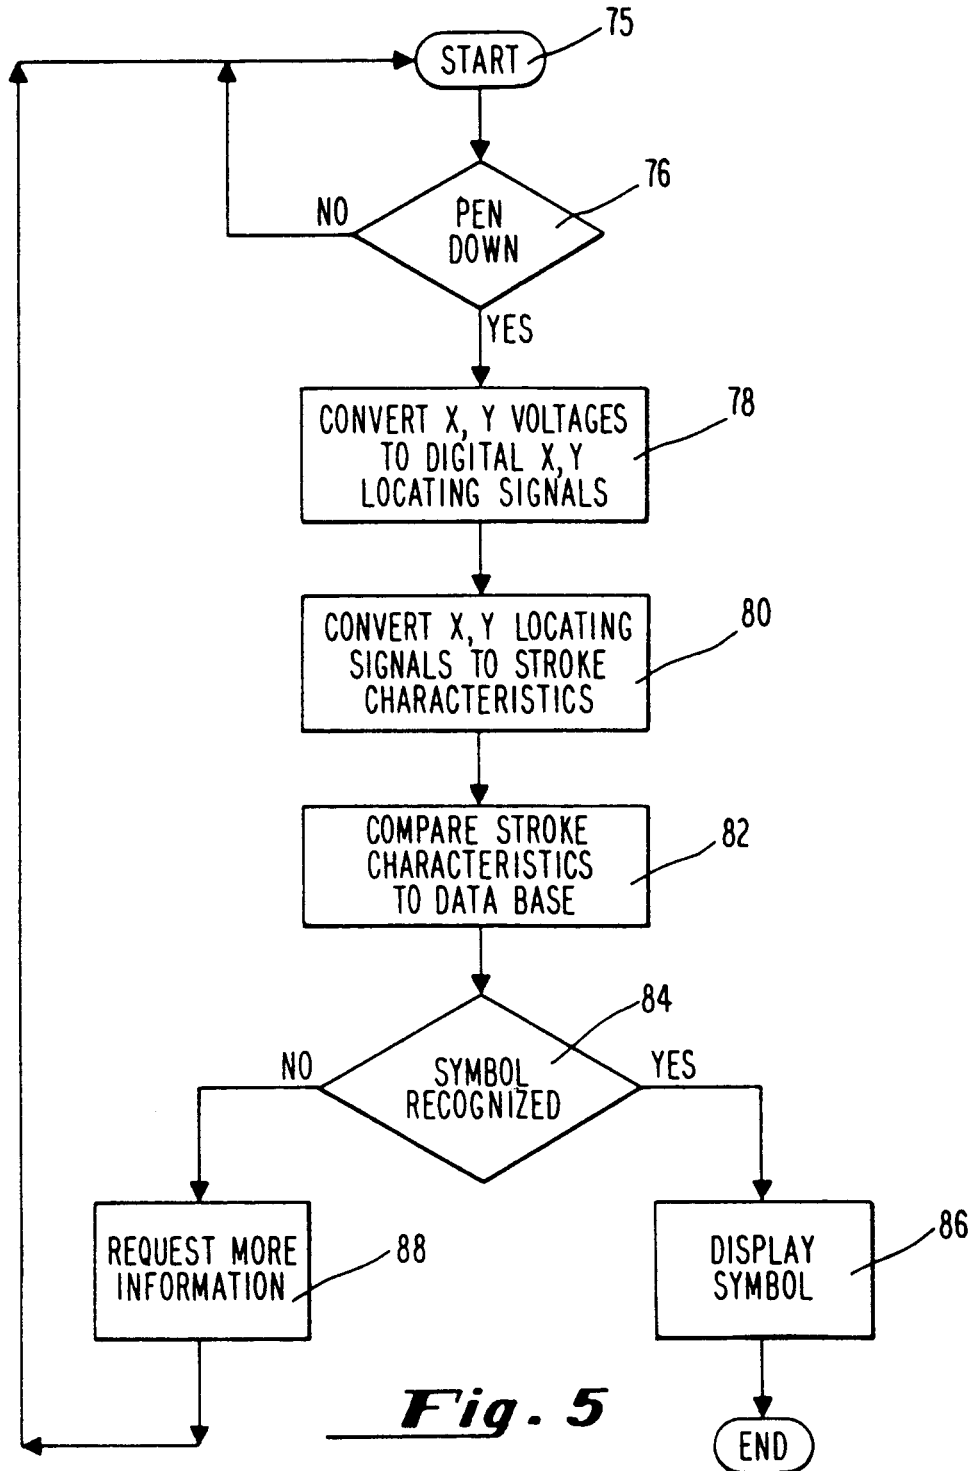 75
START
76
NO
PEN
DOWN
YES
78
CONVERT X, Y VOLTAGES
TO DIGITAL X, Y
LOCATING SIGNALS
80
CONVERT X, Y LOCATING
SIGNALS TO STROKE
CHARACTERISTICS
82
COMPARE STROKE
CHARACTERISTICS
TO DATA BASE
84
NO
YES
SYMBOL
RECOGNIZED
86
REQUEST MORE
INFORMATION
88
DISPLAY
SYMBOL
Fig. 5
END